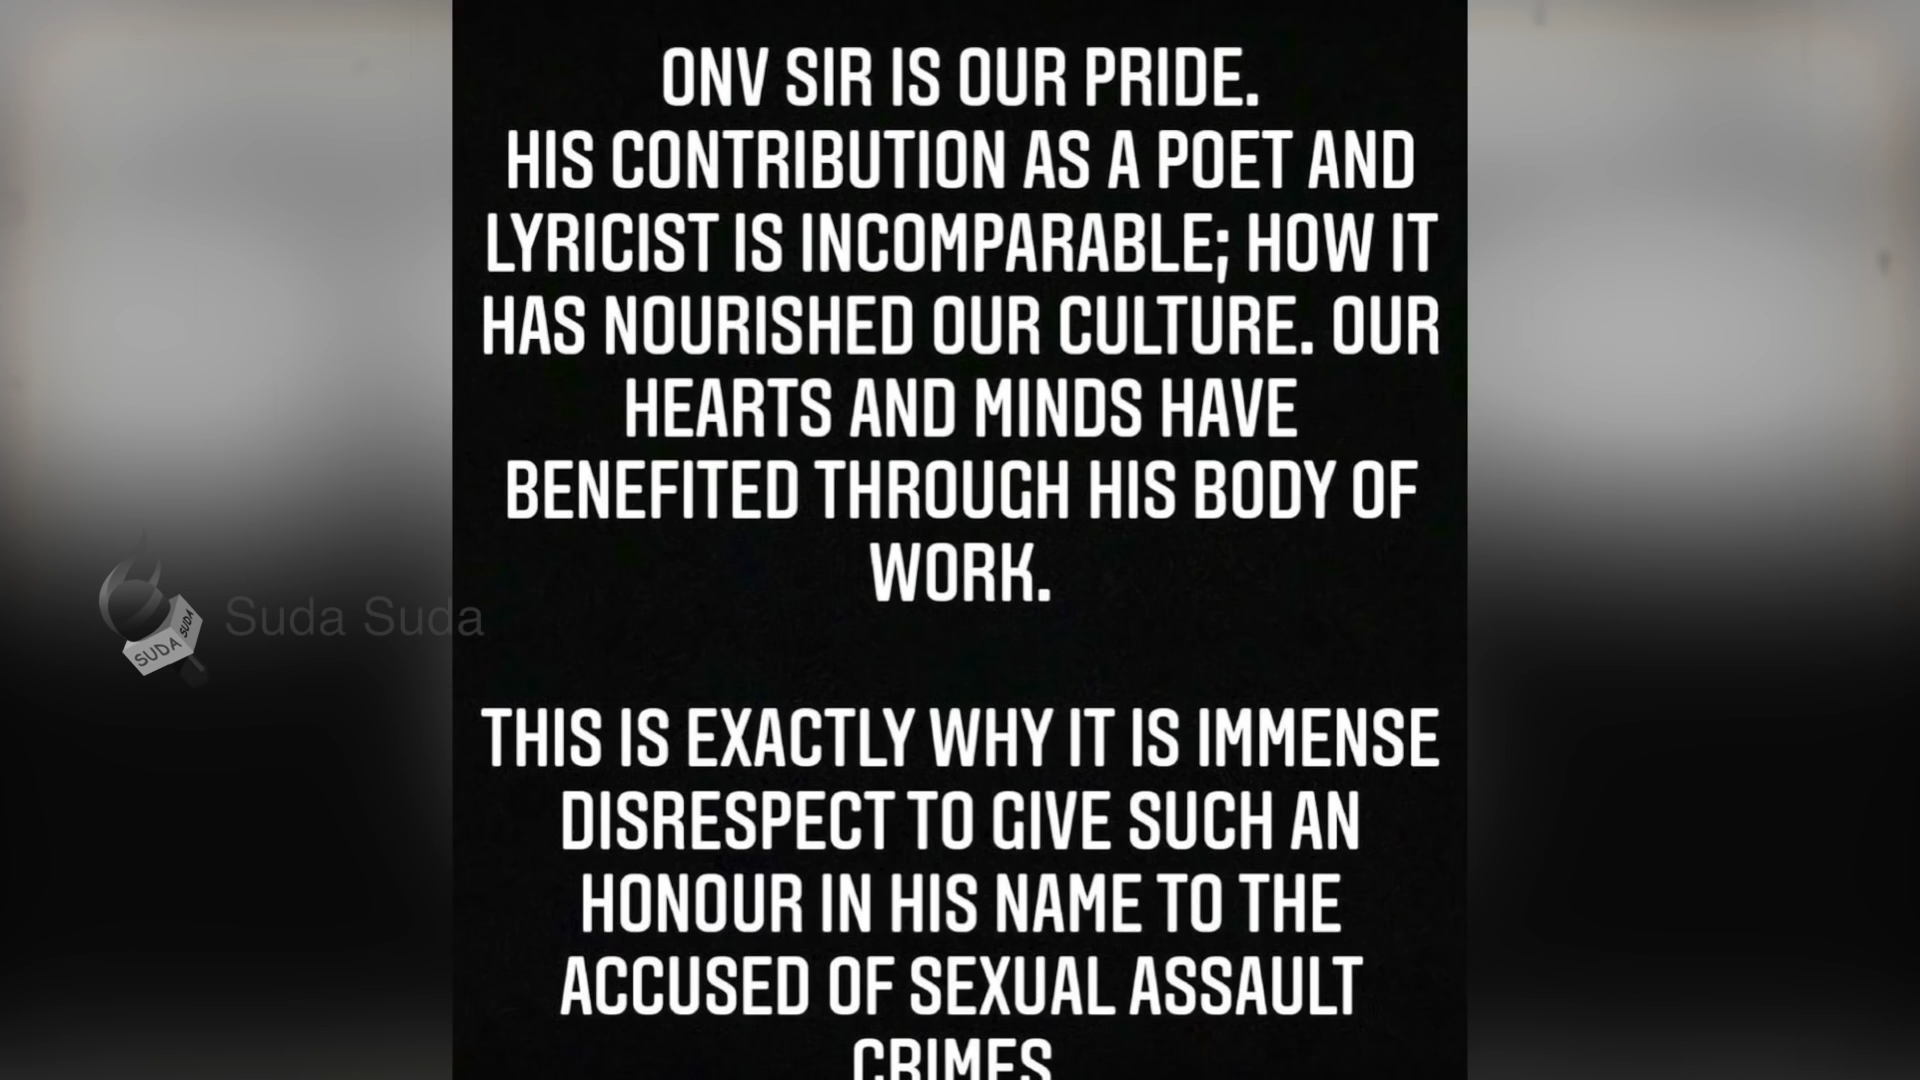 ONV SIR IS OUR PRIDE.
HIS CONTRIBUTION AS A POET AND
LYRICIST IS INCOMPARABLE; HOW IT
HAS NOURISHED OUR CULTURE. OUR
HEARTS AND MINDS HAVE
BENEFITED THROUGH HIS BODY OF
WORK.
Suda Suda
SUDA SUDA
THIS IS EXACTLY WHY IT IS IMMENSE
DISRESPECT TO GIVE SUCH AN
HONOUR IN HIS NAME TO THE
ACCUSED OF SEXUAL ASSAULT
CRIMES